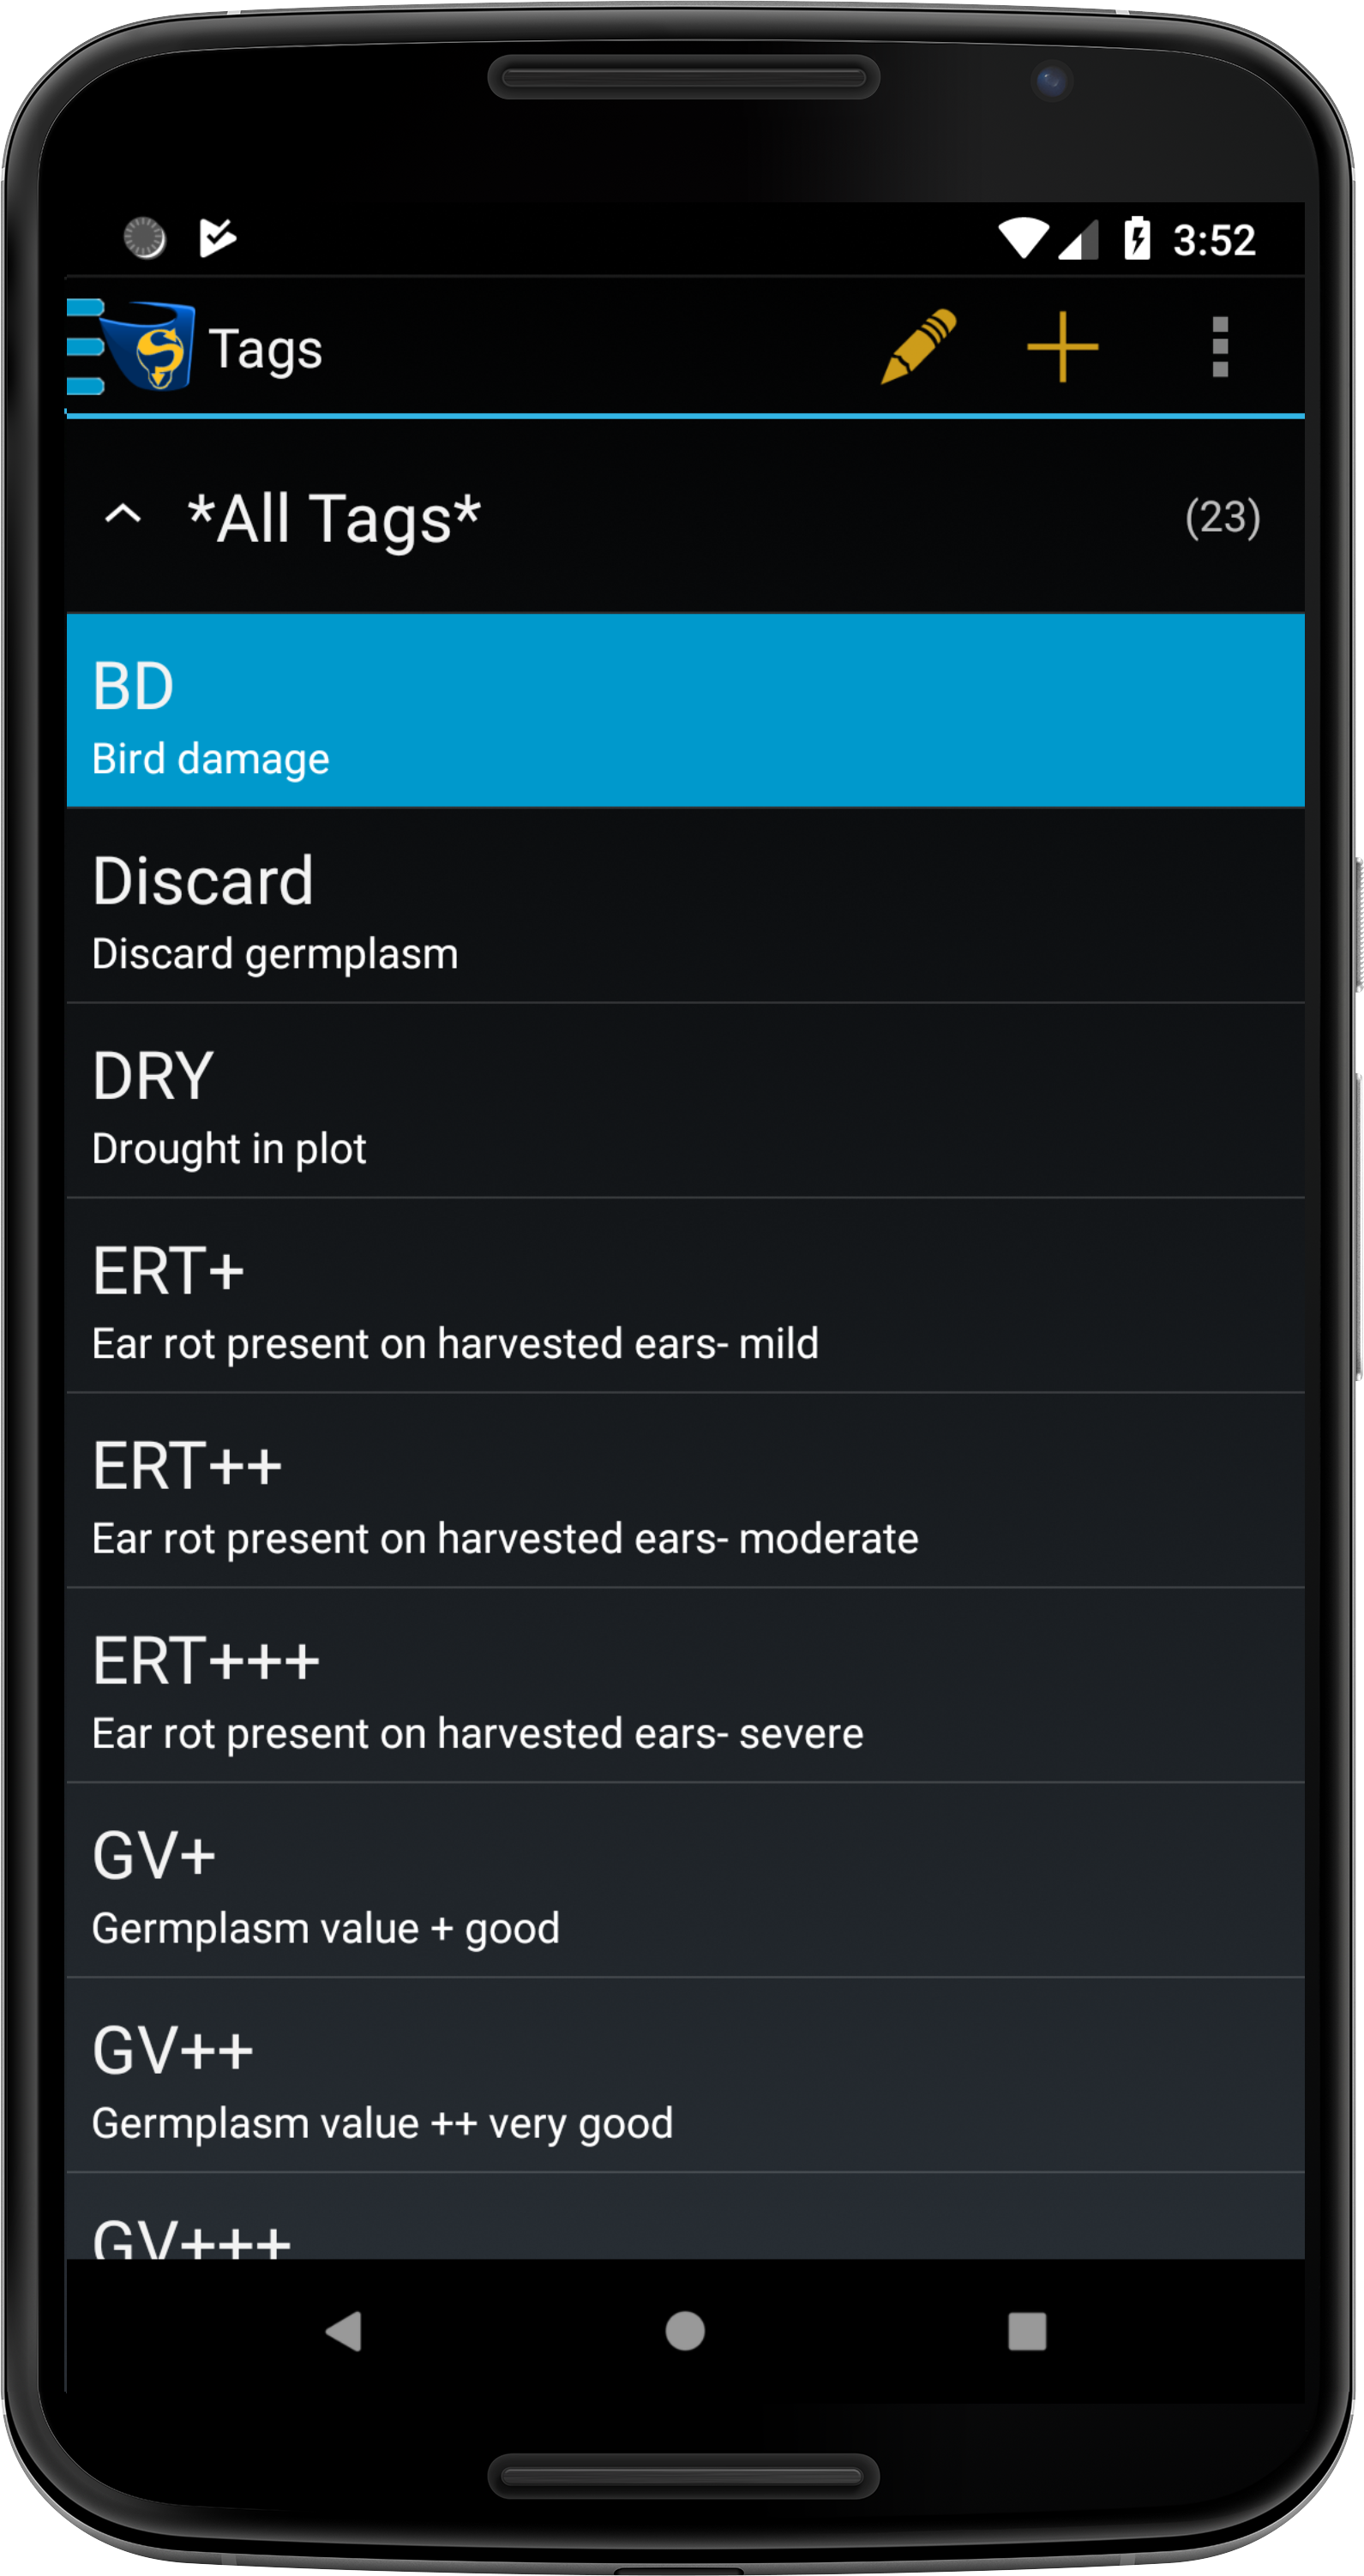 3:52
Tags
*All Tags*
(23)
BD
Bird damage
Discard
Discard germplasm
DRY
Drought in plot
ERT+
Ear rot present on harvested ears- mild
ERT++
Ear rot present on harvested ears- moderate
ERT+++
Ear rot present on harvested ears- severe
GV+
Germplasm value + good
GV++
Germplasm value ++ very good
GV+++